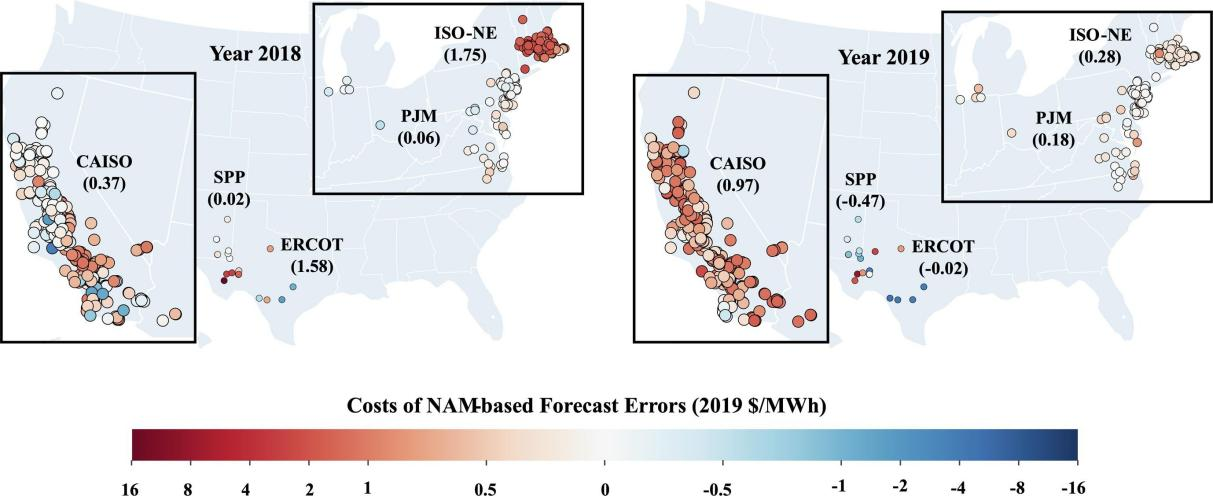 Year 2018
ISO-NE
(1.75)
PJM
(0.06)
CAISO
(0.37)
SPP
(0.02)
ERCOT
(1.58)
Year 2019
ISO-NE
(0.28)
PJM
(0.18)
CAISO
(0.97)
SPP
(-0.47)
ERCOT
(-0.02)
Costs of NAM-based Forecast Errors (2019 $/MWh)
16 8 4 2 1 0.5 0 -0.5 -1 -2 -4 -8 -16